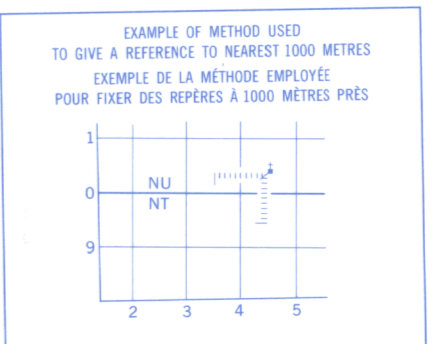 EXAMPLE OF METHOD USED
TO GIVE A REFERENCE TO NEAREST 1000 METRES
EXEMPLE DE LA MÉTHODE EMPLOYÉE
POUR FIXER DES REPÈRES À 1000 MÈTRES PRÈS
1
NU
0
NT
9
2 3 4 5